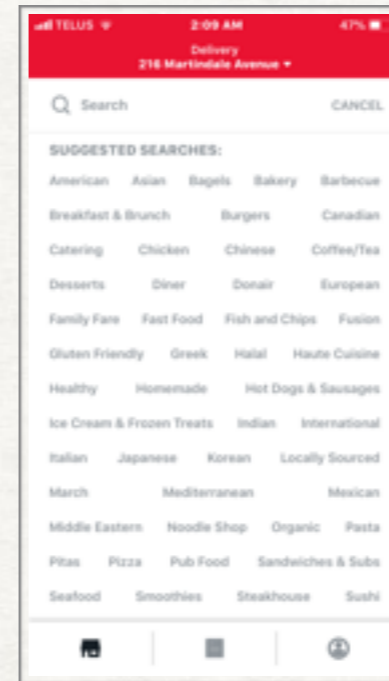 TELUS 2:09 AM 47%
Delivery
216 Martindale Avenue
Search CANCEL
SUGGESTED SEARCHES:
American Asian Bagels Bakery Barbecue
Breakfast & Brunch Burgers Canadian
Catering Chicken Chinese Coffee/Tea
Desserts Diner Donair European
Family Fare Fast Food Fish and Chips Fusion
Gluten Friendly Greek Halal Haute Cuisine
Healthy Homemade Hot Dogs & Sausages
Ice Cream & Frozen Treats Indian International
Italian Japanese Korean Locally Sourced
March Mediterranean Mexican
Middle Eastern Noodle Shop Organic Pasta
Pitas Pizza Pub Food Sandwiches & Subs
Seafood Smoothies Steakhouse Sushi